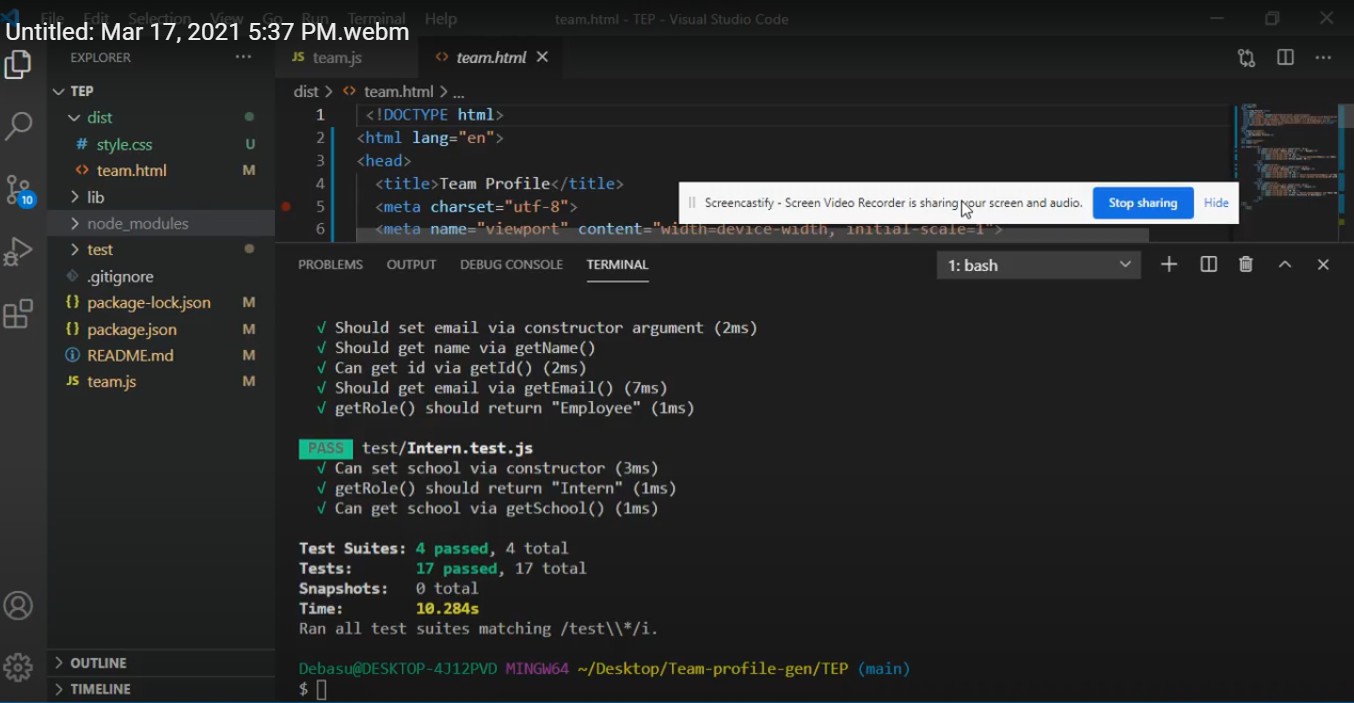 File Edit Selection View Go Run Terminal Help team.html - TEP - Visual Studio Code
Untitled: Mar 17, 2021 5:37 PM.webm
EXPLORER
TEP
dist
# style.css U
team.html M
lib
node_modules
test
.gitignore
package-lock.json M
package.json M
README.md M
JS team.js M
OUTLINE
TIMELINE
10
JS team.js
<> team.html
dist > <> team.html > ...
1 <!DOCTYPE html>
2 <html lang="en">
3 <head>
4 <title>Team Profile</title>
5 <meta charset="utf-8">
6 <meta name="viewport" content="width=device-width, initial-scale=1">
Screencastify - Screen Video Recorder is sharing your screen and audio. Stop sharing Hide
PROBLEMS OUTPUT DEBUG CONSOLE TERMINAL 1: bash
√ Should set email via constructor argument (2ms)
√ Should get name via getName()
√ Can get id via getId() (2ms)
√ Should get email via getEmail() (7ms)
√ getRole() should return "Employee" (1ms)
PASS test/Intern.test.js
√ Can set school via constructor (3ms)
√ getRole() should return "Intern" (1ms)
√ Can get school via getSchool() (1ms)
Test Suites: 4 passed, 4 total
Tests: 17 passed, 17 total
Snapshots: 0 total
Time: 10.284s
Ran all test suites matching /test\\*/i.
Debasu@DESKTOP-4J12PVD MINGW64 ~/Desktop/Team-profile-gen/TEP (main)
$